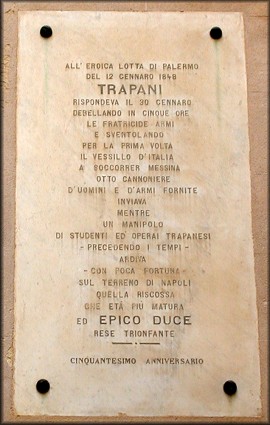 ALL'EROICA LOTTA DI PALERMO
DEL 12 GENNARO 1848
TRAPANI
RISPONDEVA IL 30 GENNARO
DEBELLANDO IN CINQUE ORE
LE FRATRICIDE ARMI
E SVENTOLANDO
PER LA PRIMA VOLTA
IL VESSILLO D'ITALIA
A SOCCORRER MESSINA
OTTO CANNONIERE
D'UOMINI E D'ARMI FORNITE
INVIAVA
MENTRE
UN MANIPOLO
DI STUDENTI ED OPERAI TRAPANESI
- PRECEDENDO I TEMPI -
ARDIVA
- CON POCA FORTUNA -
SUL TERRENO DI NAPOLI
QUELLA RISCOSSA
CHE ETÀ PIÙ MATURA
ED EPICO DUCE
RESE TRIONFANTE
CINQUANTESIMO ANNIVERSARIO